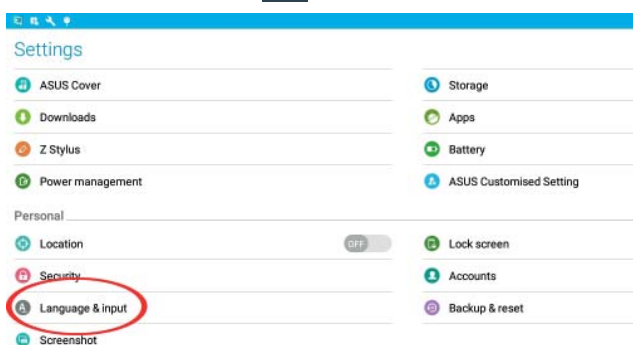 Settings
ASUS Cover
Storage
Downloads
Apps
Z Stylus
Battery
Power management
ASUS Customised Setting
Personal
Location
OFF
Lock screen
Security
Accounts
A
Language & input
Backup & reset
Screenshot